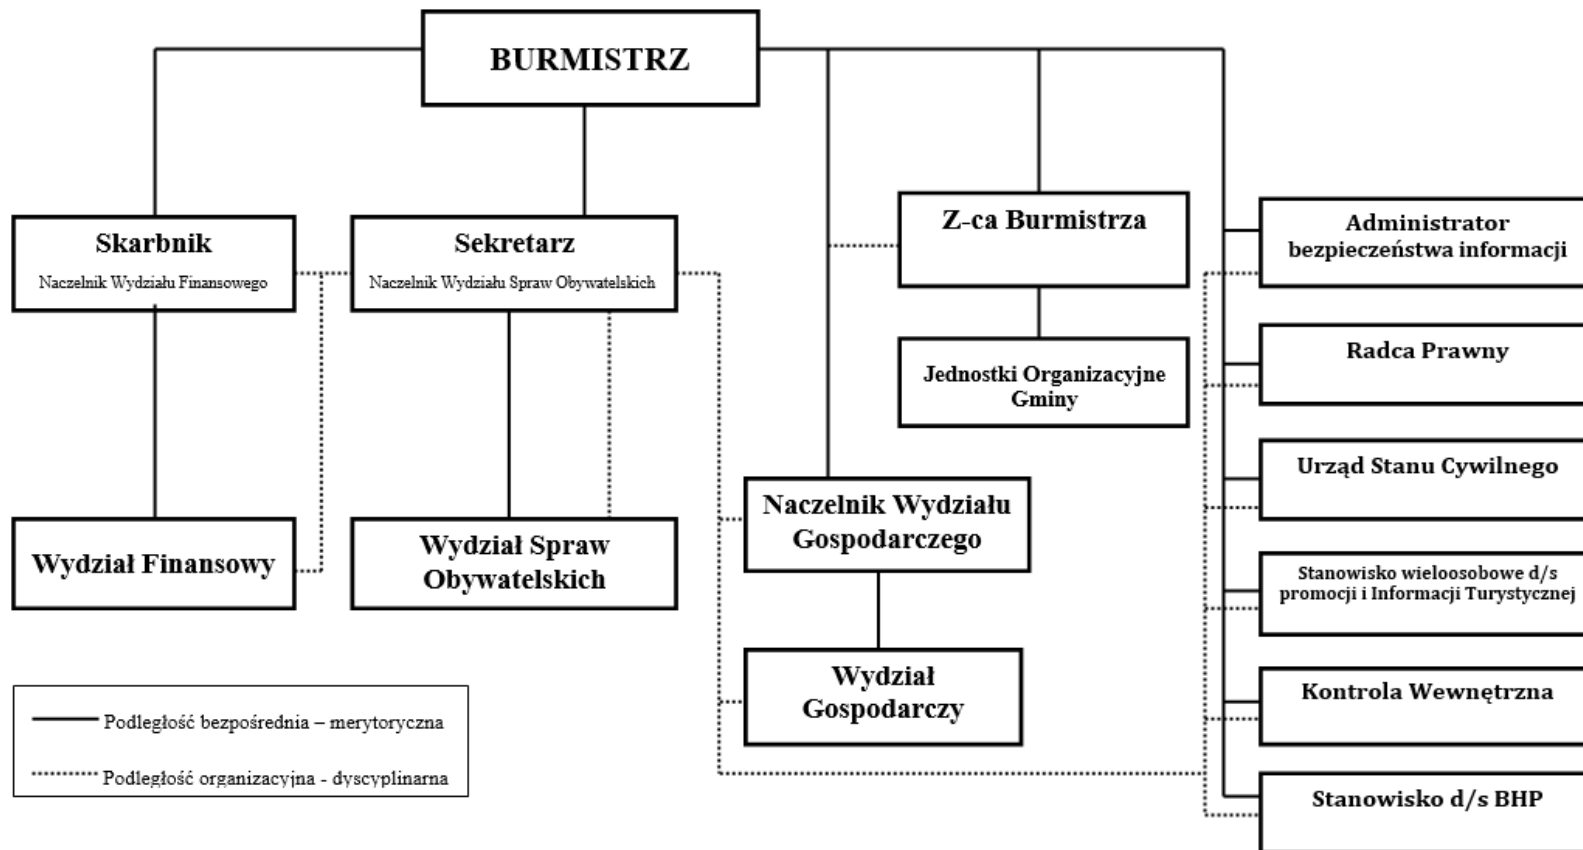 BURMISTRZ
Skarbnik
Naczelnik Wydziału Finansowego
Sekretarz
Naczelnik Wydziału Spraw Obywatelskich
Z-ca Burmistrza
Jednostki Organizacyjne
Gminy
Administrator
bezpieczeństwa informacji
Radca Prawny
Urząd Stanu Cywilnego
Stanowisko wieloosobowe d/s
promocji i Informacji Turystycznej
Kontrola Wewnętrzna
Stanowisko d/s BHP
Naczelnik Wydziału
Gospodarczego
Wydział
Gospodarczy
Wydział Finansowy
Wydział Spraw
Obywatelskich
Podległość bezpośrednia – merytoryczna
Podległość organizacyjna - dyscyplinarna